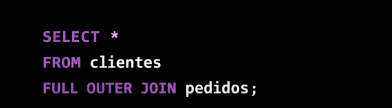 SELECT *
FROM clientes
FULL OUTER JOIN pedidos;